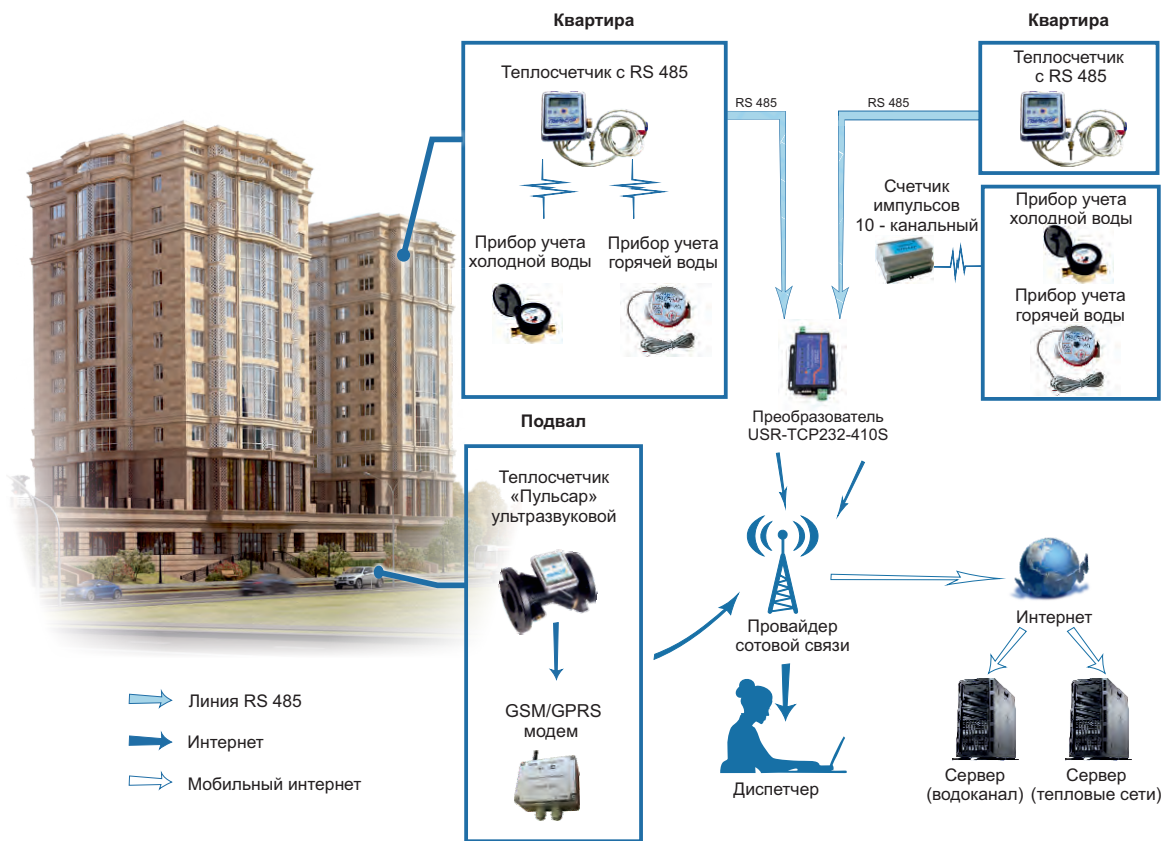 Квартира
Теплосчетчик с RS 485
Прибор учета
холодной воды
Прибор учета
горячей воды
RS 485
RS 485
Квартира
Теплосчетчик
с RS 485
Счетчик
импульсов
10 - канальный
Прибор учета
холодной воды
Прибор учета
горячей воды
Преобразователь
USR-TCP232-410S
Подвал
Теплосчетчик
«Пульсар»
ультразвуковой
GSM/GPRS
модем
Провайдер
сотовой связи
Интернет
Диспетчер
Сервер
(водоканал)
Сервер
(тепловые сети)
Линия RS 485
Интернет
Мобильный интернет